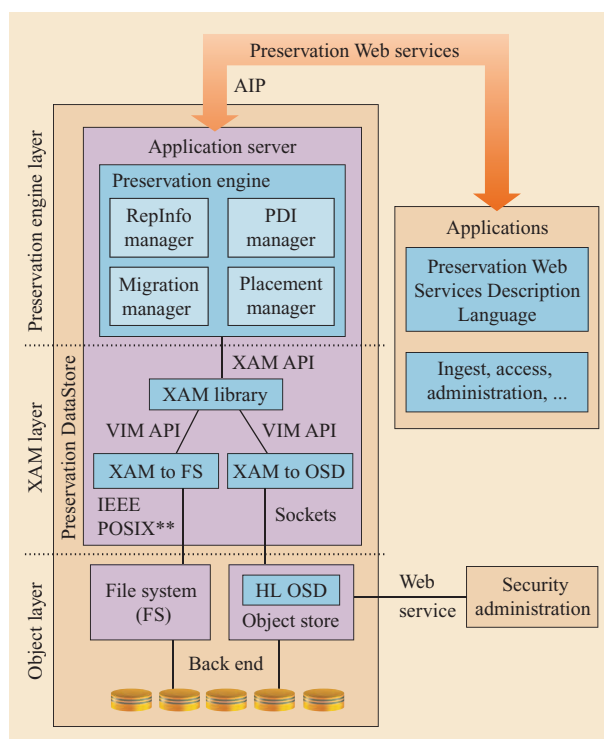 Preservation Web services
AIP
Preservation engine layer
XAM layer
Object layer
Preservation DataStore
Application server
Preservation engine
RepInfo
manager
PDI
manager
Migration
manager
Placement
manager
XAM API
XAM library
VIM API
VIM API
XAM to FS
XAM to OSD
IEEE
POSIX**
Sockets
File system
(FS)
HL OSD
Object store
Back end
Applications
Preservation Web
Services Description
Language
Ingest, access,
administration, ...
Web
service
Security
administration